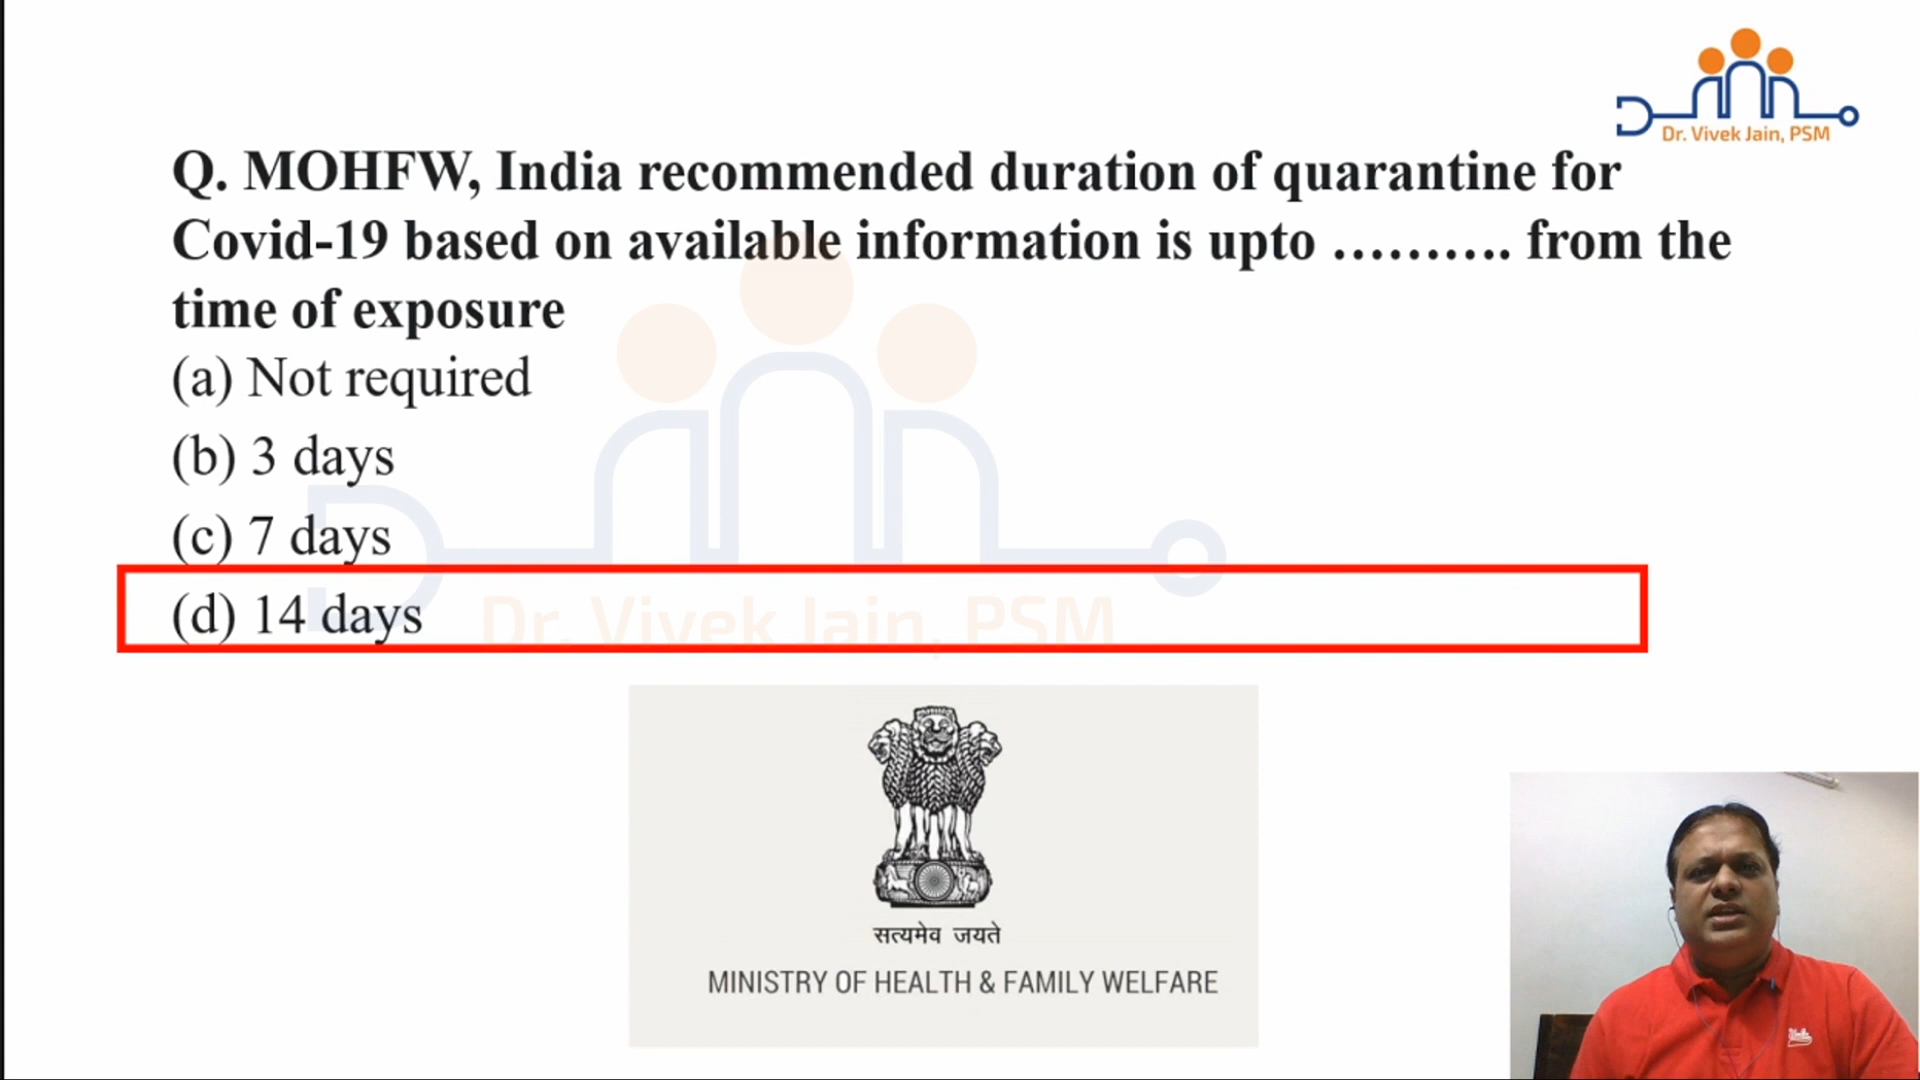 Dr. Vivek Jain, PSM
Q. MOHFW, India recommended duration of quarantine for
Covid-19 based on available information is upto .......... from the
time of exposure
(a) Not required
(b) 3 days
(c) 7 days
(d) 14 days
Dr. Vivek Jain, PSM
सत्यमेव जयते
MINISTRY OF HEALTH & FAMILY WELFARE